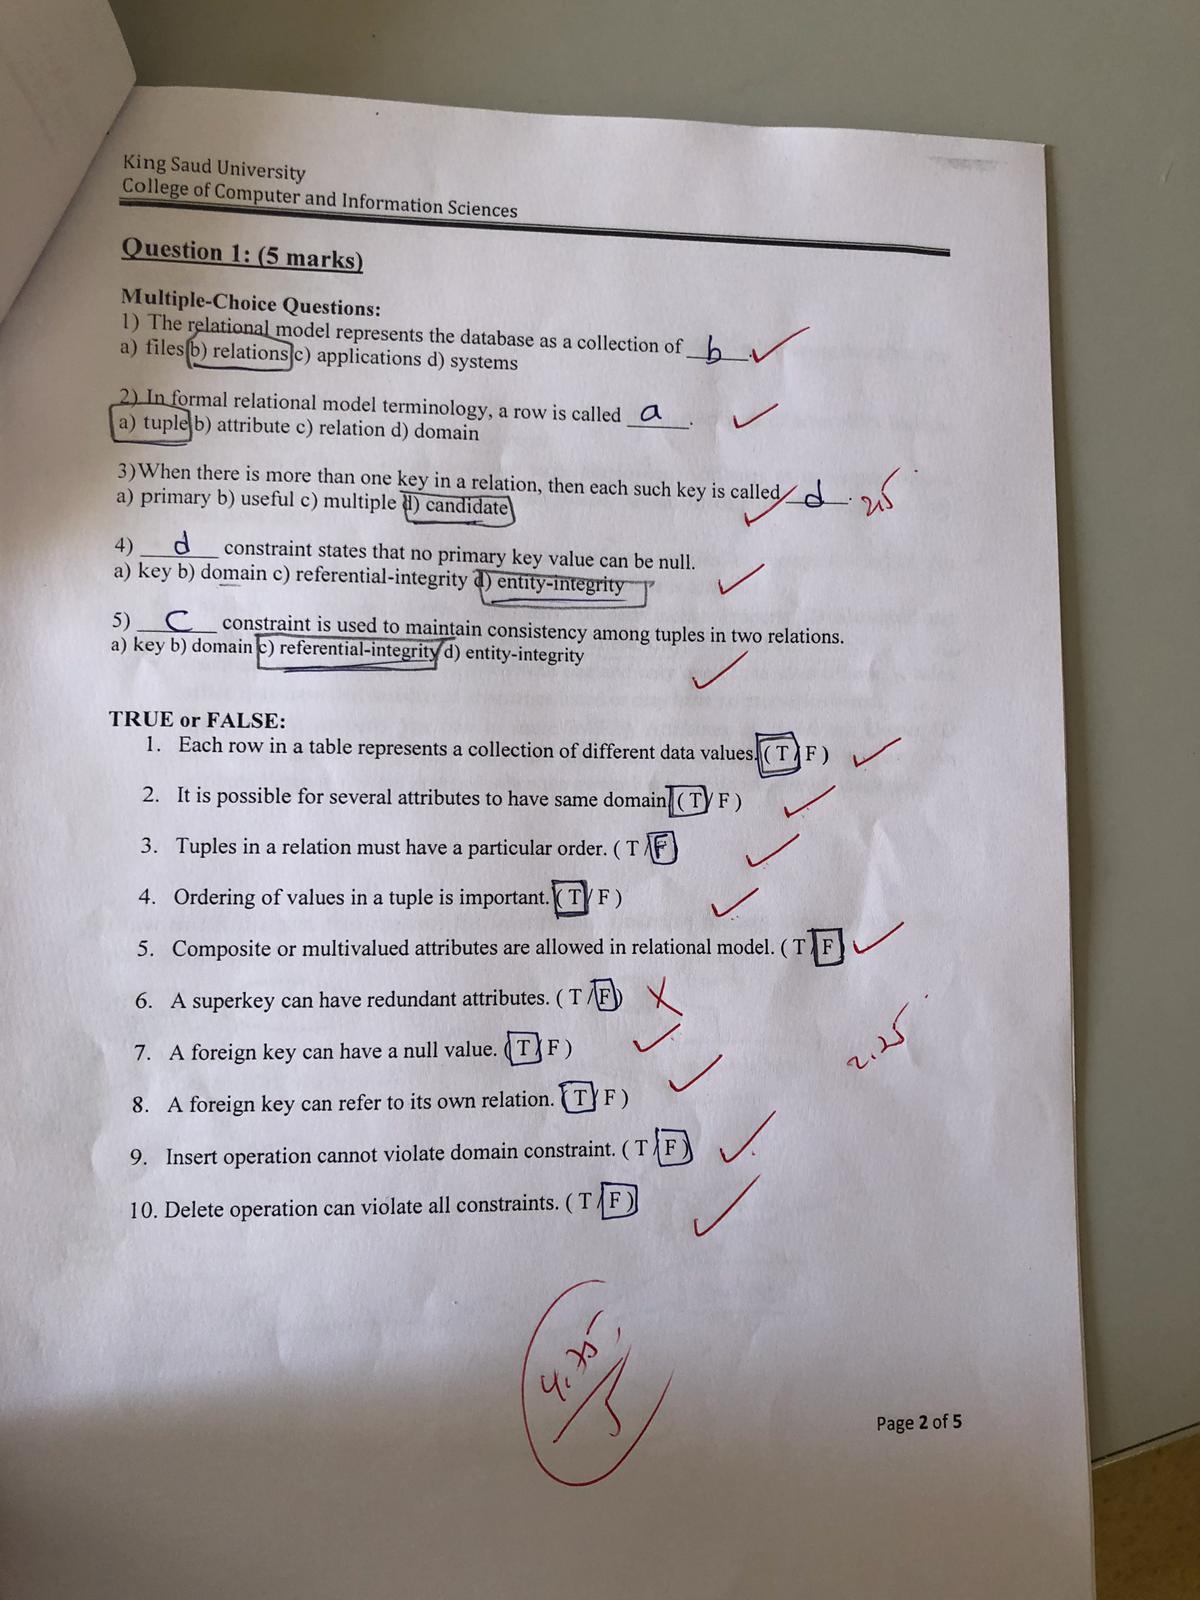 King Saud University
College of Computer and Information Sciences
Question 1: (5 marks)
Multiple-Choice Questions:
1) The relational model represents the database as a collection of b.
a) files b) relations c) applications d) systems
2) In formal relational model terminology, a row is called a.
a) tuple b) attribute c) relation d) domain
3)When there is more than one key in a relation, then each such key is called d. 2.5
a) primary b) useful c) multiple d) candidate
4) d constraint states that no primary key value can be null.
a) key b) domain c) referential-integrity d) entity-integrity
5) C constraint is used to maintain consistency among tuples in two relations.
a) key b) domain c) referential-integrity d) entity-integrity
TRUE or FALSE:
1. Each row in a table represents a collection of different data values. ( T / F )
2. It is possible for several attributes to have same domain. ( T / F )
3. Tuples in a relation must have a particular order. ( T / F )
4. Ordering of values in a tuple is important. ( T / F )
5. Composite or multivalued attributes are allowed in relational model. ( T / F )
6. A superkey can have redundant attributes. ( T / F )
7. A foreign key can have a null value. ( T / F )
2.25
8. A foreign key can refer to its own relation. ( T / F )
9. Insert operation cannot violate domain constraint. ( T / F )
10. Delete operation can violate all constraints. ( T / F )
4.75/5
Page 2 of 5